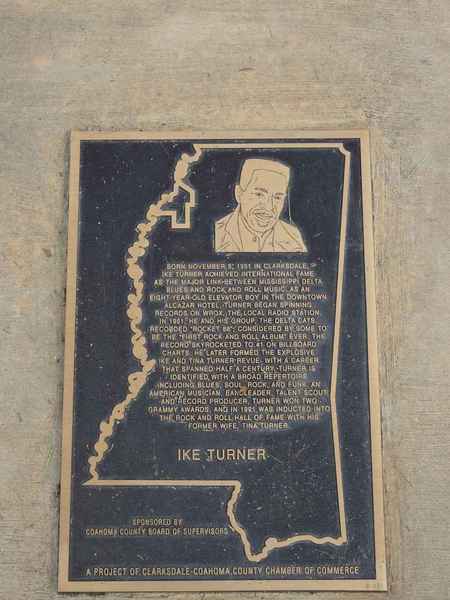 BORN NOVEMBER 5, 1931 IN CLARKSDALE,
IKE TURNER ACHIEVED INTERNATIONAL FAME
AS THE MAJOR LINK BETWEEN MISSISSIPPI DELTA
BLUES AND ROCK AND ROLL MUSIC. AS AN
EIGHT-YEAR-OLD ELEVATOR BOY IN THE DOWNTOWN
ALCAZAR HOTEL, TURNER BEGAN SPINNING
RECORDS ON WROX, THE LOCAL RADIO STATION.
IN 1951, HE AND HIS GROUP, THE DELTA CATS,
RECORDED "ROCKET 88", CONSIDERED BY SOME TO
BE THE "FIRST ROCK AND ROLL ALBUM" EVER. THE
RECORD SKYROCKETED TO #1 ON BILLBOARD
CHARTS. HE LATER FORMED THE EXPLOSIVE
IKE AND TINA TURNER REVUE. WITH A CAREER
THAT SPANNED HALF A CENTURY, TURNER IS
IDENTIFIED WITH A BROAD REPERTOIRE
INCLUDING BLUES, SOUL, ROCK, AND FUNK. AN
AMERICAN MUSICIAN, BANDLEADER, TALENT SCOUT
AND RECORD PRODUCER, TURNER WON TWO
GRAMMY AWARDS, AND IN 1991 WAS INDUCTED INTO
THE ROCK AND ROLL HALL OF FAME WITH HIS
FORMER WIFE, TINA TURNER.
IKE TURNER
SPONSORED BY
COAHOMA COUNTY BOARD OF SUPERVISORS
A PROJECT OF CLARKSDALE-COAHOMA COUNTY CHAMBER OF COMMERCE